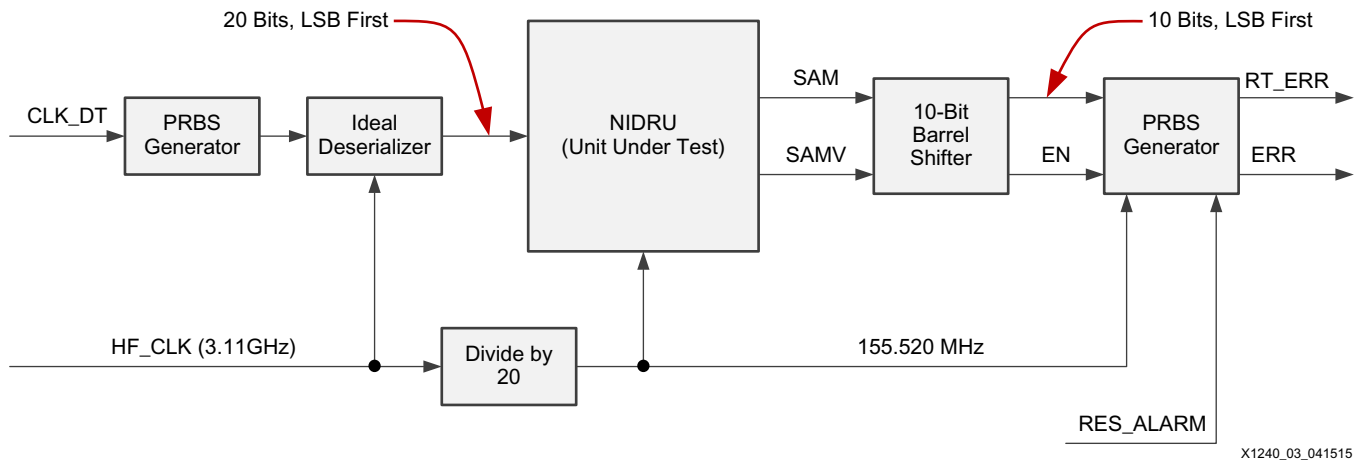 20 Bits, LSB First
10 Bits, LSB First
CLK_DT
PRBS
Generator
Ideal
Deserializer
NIDRU
(Unit Under Test)
SAM
SAMV
10-Bit
Barrel
Shifter
EN
PRBS
Generator
RT_ERR
ERR
HF_CLK (3.11GHz)
Divide by
20
155.520 MHz
RES_ALARM
X1240_03_041515